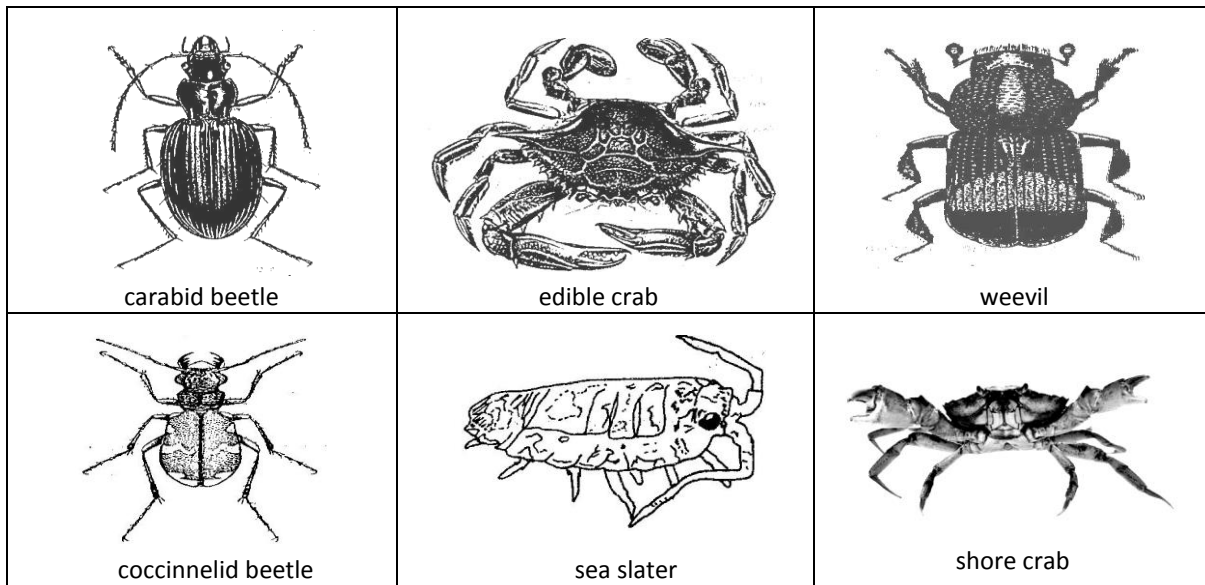 carabid beetle
edible crab
weevil
coccinnelid beetle
sea slater
shore crab